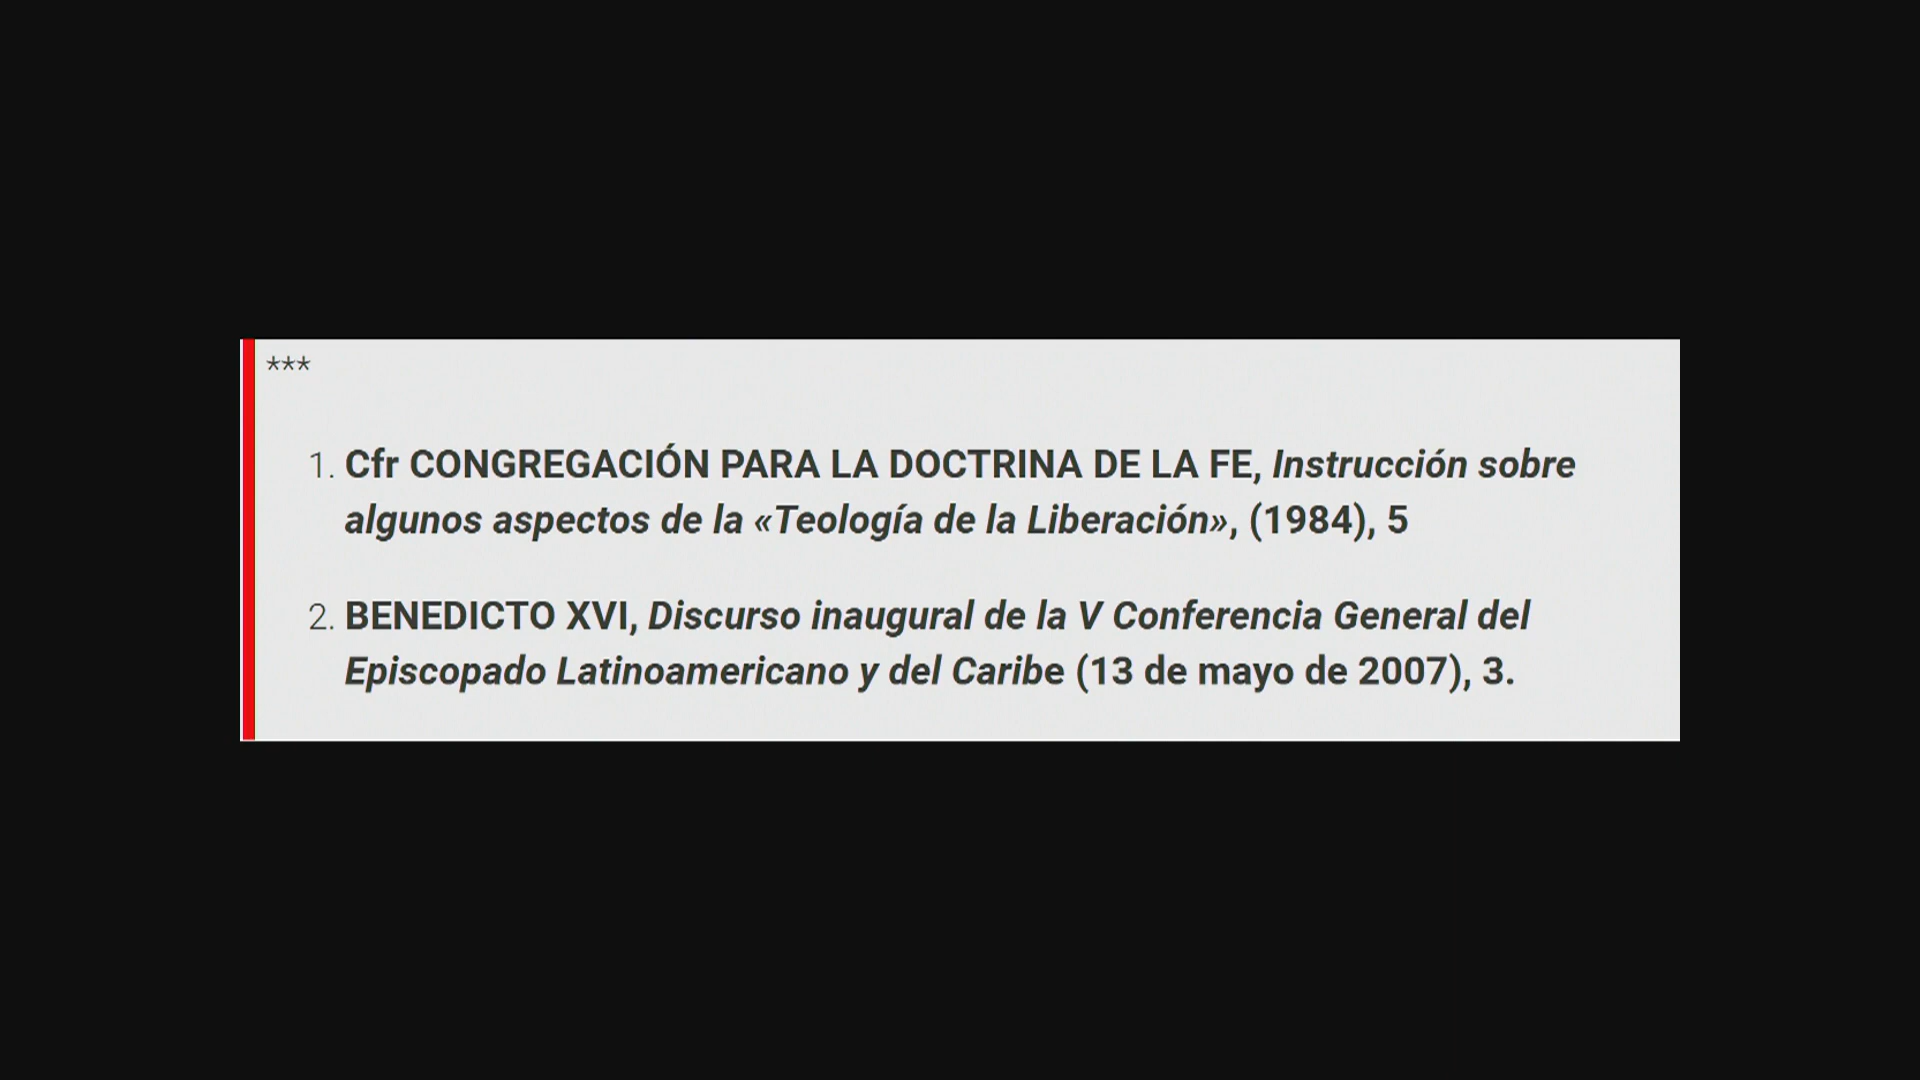 ***
1. Cfr CONGREGACIÓN PARA LA DOCTRINA DE LA FE, Instrucción sobre
algunos aspectos de la «Teología de la Liberación», (1984), 5
2. BENEDICTO XVI, Discurso inaugural de la V Conferencia General del
Episcopado Latinoamericano y del Caribe (13 de mayo de 2007), 3.